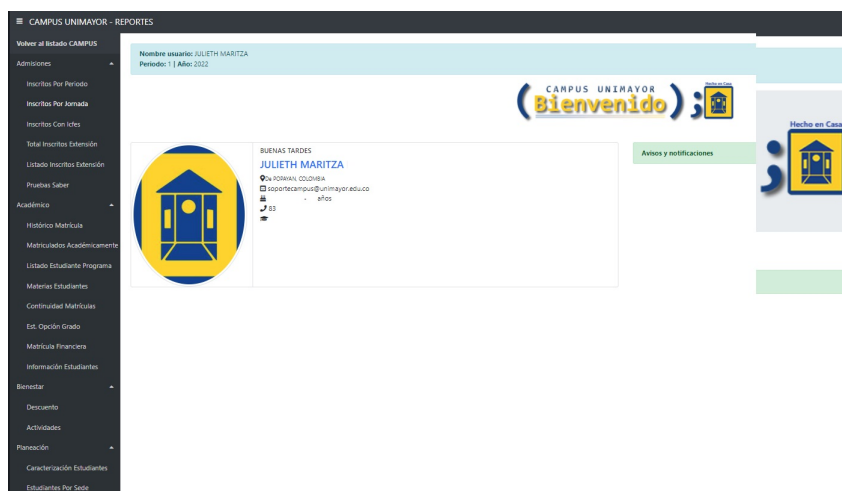 ≡ CAMPUS UNIMAYOR - REPORTES
Volver al listado CAMPUS
Admisiones
Inscritos Por Periodo
Inscritos Por Jornada
Inscritos Con Icfes
Total Inscritos Extensión
Listado Inscritos Extensión
Pruebas Saber
Académico
Histórico Matrícula
Matriculados Académicamente
Listado Estudiante Programa
Materias Estudiantes
Continuidad Matrículas
Est. Opción Grado
Matrícula Financiera
Información Estudiantes
Bienestar
Descuento
Actividades
Planeación
Caracterización Estudiantes
Estudiantes Por Sede
Nombre usuario: JULIETH MARITZA
Periodo: 1 | Año: 2022
CAMPUS UNIMAYOR
Bienvenido
Hecho en Casa
BUENAS TARDES
JULIETH MARITZA
De POPAYAN, COLOMBIA
soportecampus@unimayor.edu.co
- años
83
Avisos y notificaciones
Hecho en Casa